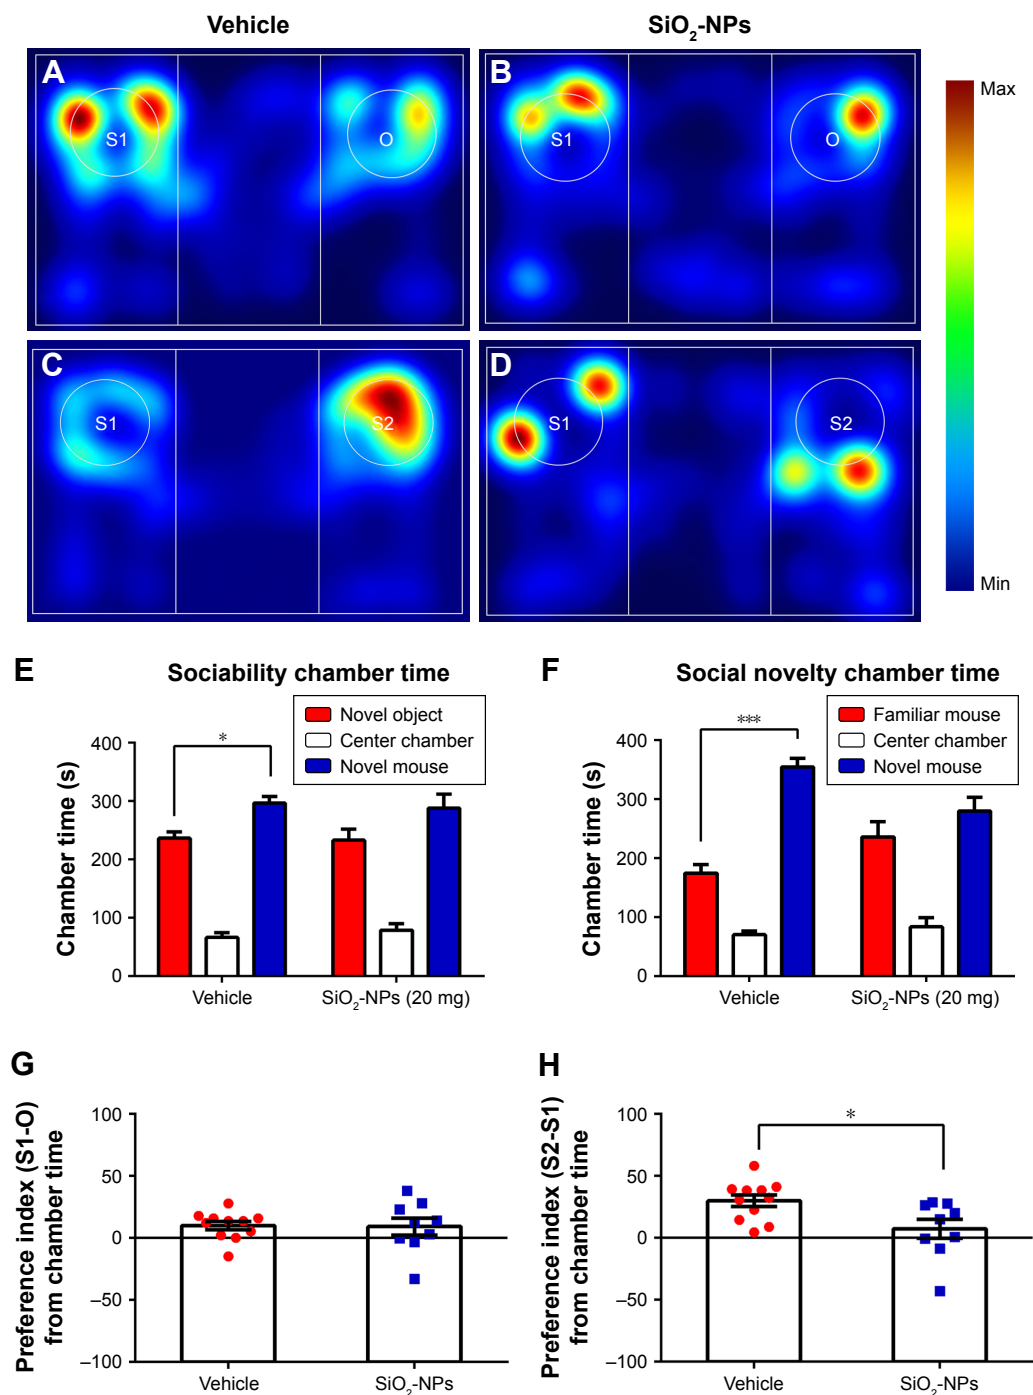 Vehicle
SiO2-NPs
A
S1
O
B
S1
O
Max
C
S1
S2
D
S1
S2
Min
E
Sociability chamber time
Novel object
Center chamber
Novel mouse
Chamber time (s)
400
300
200
100
0
*
Vehicle
SiO2-NPs (20 mg)
F
Social novelty chamber time
Familiar mouse
Center chamber
Novel mouse
Chamber time (s)
400
300
200
100
0
***
Vehicle
SiO2-NPs (20 mg)
G
Preference index (S1-O)
from chamber time
100
50
0
–50
–100
Vehicle
SiO2-NPs
H
Preference index (S2-S1)
from chamber time
100
50
0
–50
–100
*
Vehicle
SiO2-NPs